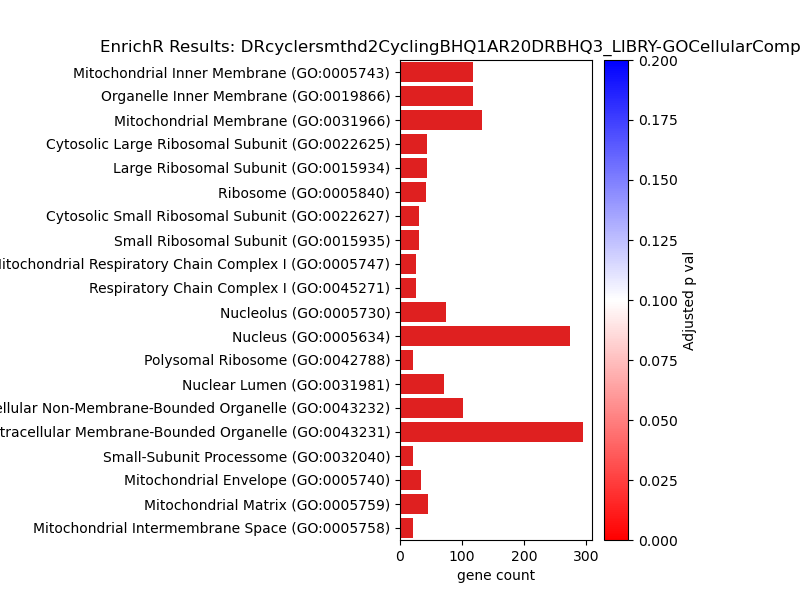 EnrichR Results: DRcyclersmthd2CyclingBHQ1AR20DRBHQ3_LIBRY-GOCellularComp
Mitochondrial Inner Membrane (GO:0005743)
Organelle Inner Membrane (GO:0019866)
Mitochondrial Membrane (GO:0031966)
Cytosolic Large Ribosomal Subunit (GO:0022625)
Large Ribosomal Subunit (GO:0015934)
Ribosome (GO:0005840)
Cytosolic Small Ribosomal Subunit (GO:0022627)
Small Ribosomal Subunit (GO:0015935)
itochondrial Respiratory Chain Complex I (GO:0005747)
Respiratory Chain Complex I (GO:0045271)
Nucleolus (GO:0005730)
Nucleus (GO:0005634)
Polysomal Ribosome (GO:0042788)
Nuclear Lumen (GO:0031981)
ellular Non-Membrane-Bounded Organelle (GO:0043232)
tracellular Membrane-Bounded Organelle (GO:0043231)
Small-Subunit Processome (GO:0032040)
Mitochondrial Envelope (GO:0005740)
Mitochondrial Matrix (GO:0005759)
Mitochondrial Intermembrane Space (GO:0005758)
0 100 200 300
gene count
0.200
0.175
0.150
0.125
0.100
0.075
0.050
0.025
0.000
Adjusted p val